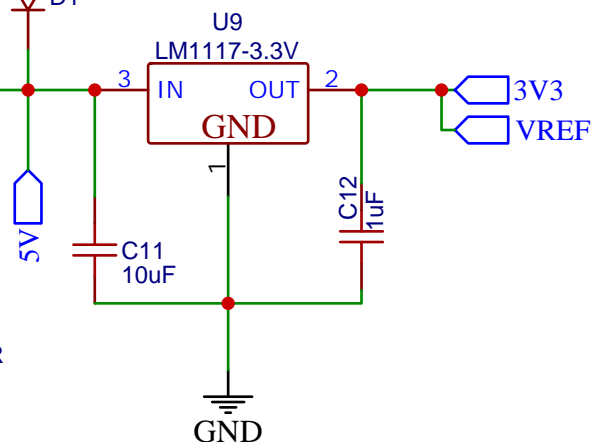 D1
U9
LM1117-3.3V
3
IN
OUT
2
GND
1
3V3
VREF
5V
C11
10uF
C12
1uF
R
GND